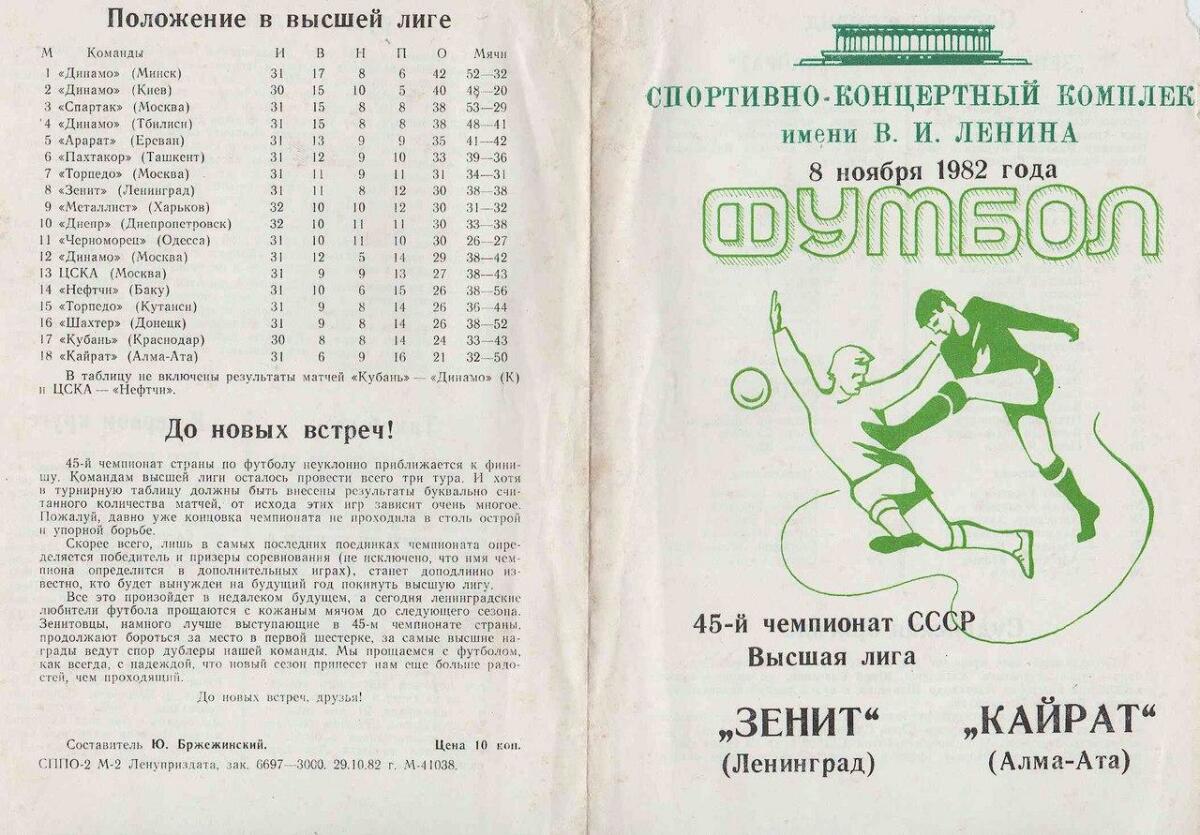 Положение в высшей лиге
М Команды И В Н П О Мячи
1 «Динамо» (Минск) 31 17 8 6 42 52—32
2 «Динамо» (Киев) 30 15 10 5 40 48—20
3 «Спартак» (Москва) 31 15 8 8 38 53—29
4 «Динамо» (Тбилиси) 31 15 8 8 38 48—41
5 «Арарат» (Ереван) 31 13 9 9 35 41—42
6 «Пахтакор» (Ташкент) 31 12 9 10 33 39—36
7 «Торпедо» (Москва) 31 11 9 11 31 34—31
8 «Зенит» (Ленинград) 31 11 8 12 30 38—38
9 «Металлист» (Харьков) 32 10 10 12 30 31—32
10 «Днепр» (Днепропетровск) 32 10 11 11 30 33—38
11 «Черноморец» (Одесса) 31 10 11 10 30 26—27
12 «Динамо» (Москва) 31 12 5 14 29 38—42
13 ЦСКА (Москва) 31 9 9 13 27 38—43
14 «Нефтчи» (Баку) 31 10 6 15 26 38—56
15 «Торпедо» (Кутаиси) 31 9 8 14 26 36—44
16 «Шахтер» (Донецк) 31 9 8 14 26 38—52
17 «Кубань» (Краснодар) 30 8 8 14 24 33—43
18 «Кайрат» (Алма-Ата) 31 6 9 16 21 32—50
В таблицу не включены результаты матчей «Кубань» — «Динамо» (К)
и ЦСКА — «Нефтчи».
До новых встреч!
45-й чемпионат страны по футболу неуклонно приближается к фини-
шу. Командам высшей лиги осталось провести всего три тура. И хотя
в турнирную таблицу должны быть внесены результаты буквально счи-
танного количества матчей, от исхода этих игр зависит очень многое.
Пожалуй, давно уже концовка чемпионата не проходила в столь острой
и упорной борьбе.
Скорее всего, лишь в самых последних поединках чемпионата опре-
деляется победитель и призеры соревнования (не исключено, что имя чем-
пиона определится в дополнительных играх), станет доподлинно из-
вестно, кто будет вынужден на будущий год покинуть высшую лигу.
Все это произойдет в недалеком будущем, а сегодня ленинградские
любители футбола прощаются с кожаным мячом до следующего сезона.
Зенитовцы, намного лучше выступающие в 45-м чемпионате страны,
продолжают бороться за место в первой шестерке, за самые высшие на-
грады ведут спор дублеры нашей команды. Мы прощаемся с футболом,
как всегда, с надеждой, что новый сезон принесет нам еще больше радо-
стей, чем проходящий.
До новых встреч, друзья!
Составитель Ю. Бржежинский. Цена 10 коп.
СППО-2 М-2 Ленуприздата, зак. 6697—3000. 29.10.82 г. М-41038.
СПОРТИВНО-КОНЦЕРТНЫЙ КОМПЛЕК
имени В. И. ЛЕНИНА
8 ноября 1982 года
ФУТБОЛ
45-й чемпионат СССР
Высшая лига
„ЗЕНИТ“ „КАЙРАТ“
(Ленинград) (Алма-Ата)